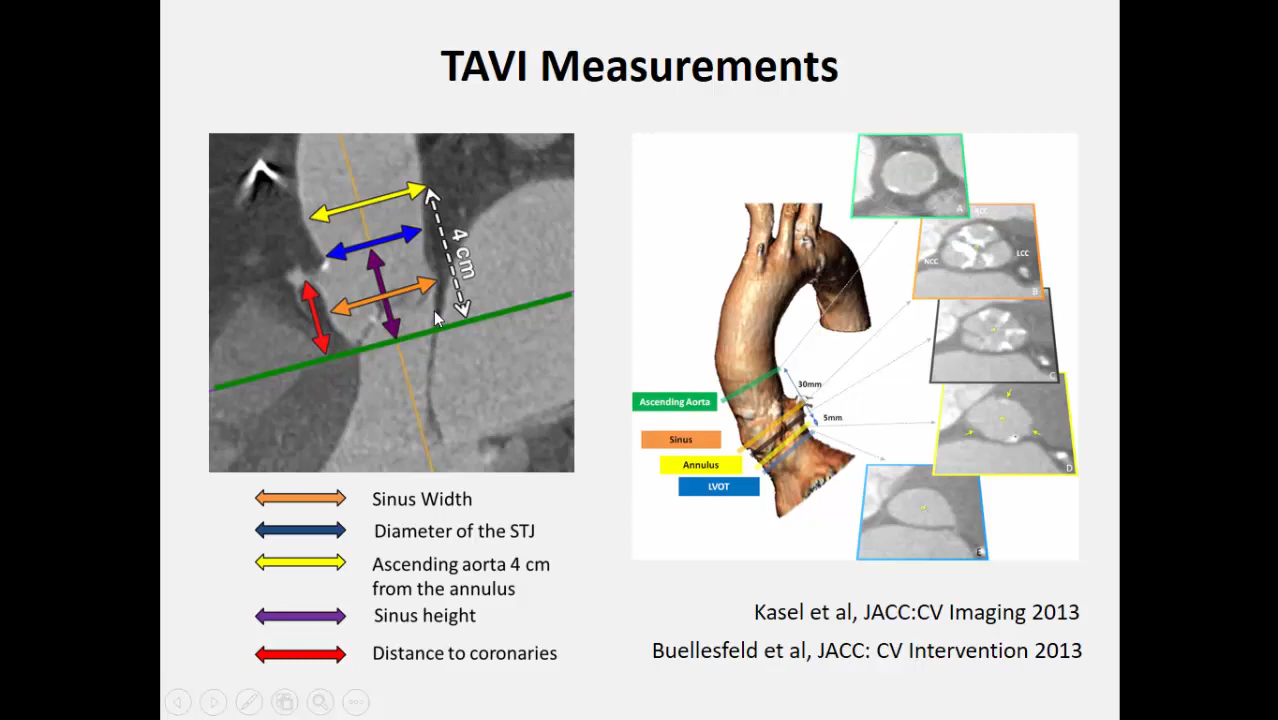 TAVI Measurements
4 cm
Sinus Width
Diameter of the STJ
Ascending aorta 4 cm
from the annulus
Sinus height
Distance to coronaries
A
NCC
LCC
B
C
D
E
30mm
5mm
Ascending Aorta
Sinus
Annulus
LVOT
Kasel et al, JACC:CV Imaging 2013
Buellesfeld et al, JACC: CV Intervention 2013